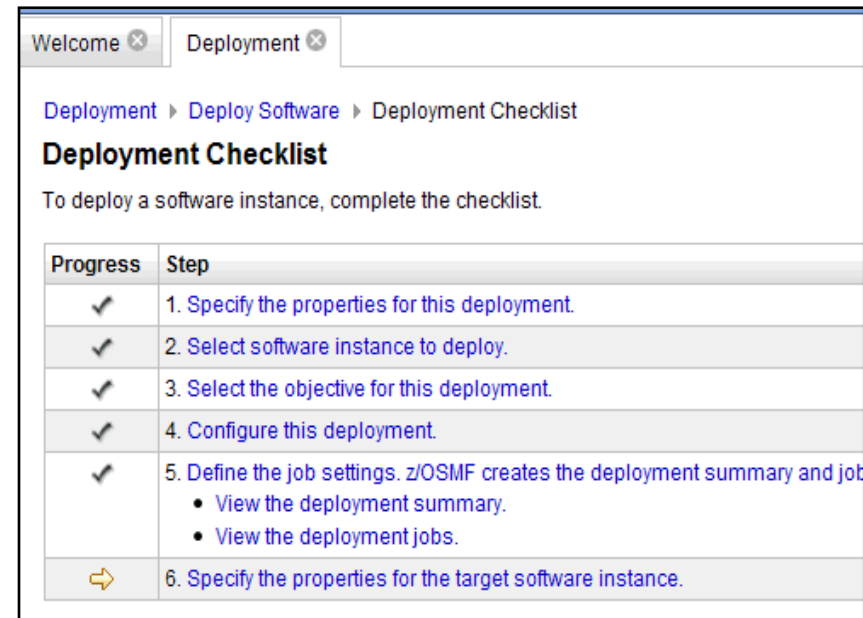 Welcome Deployment
Deployment Deploy Software Deployment Checklist
Deployment Checklist
To deploy a software instance, complete the checklist.
Progress Step
1. Specify the properties for this deployment.
2. Select software instance to deploy.
3. Select the objective for this deployment.
4. Configure this deployment.
5. Define the job settings. z/OSMF creates the deployment summary and job
• View the deployment summary.
• View the deployment jobs.
6. Specify the properties for the target software instance.